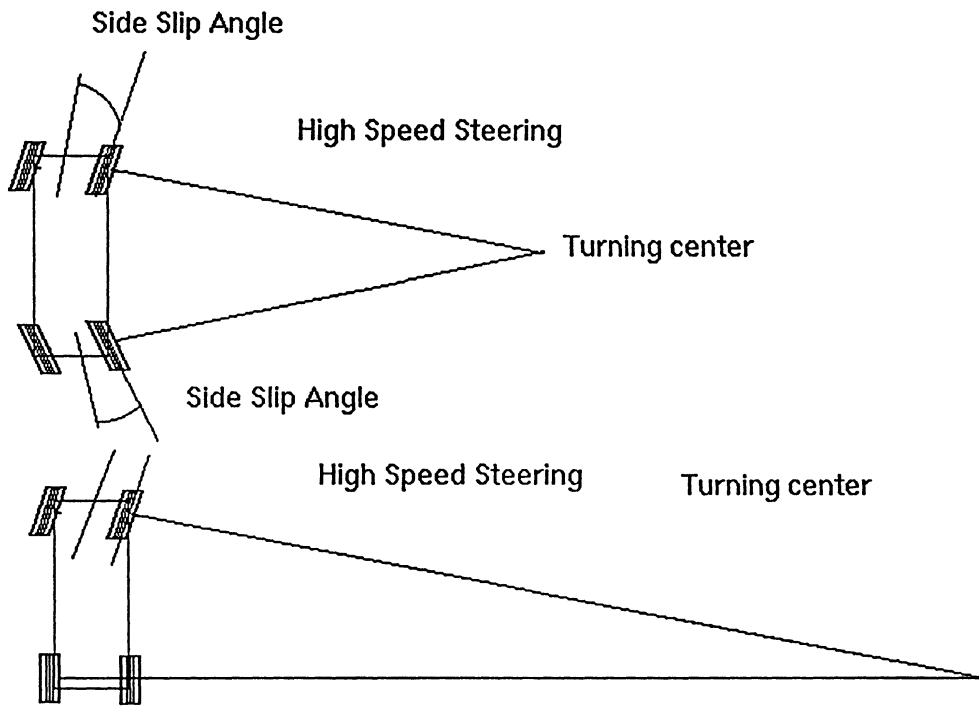 Side Slip Angle
High Speed Steering
Turning center
Side Slip Angle
High Speed Steering
Turning center